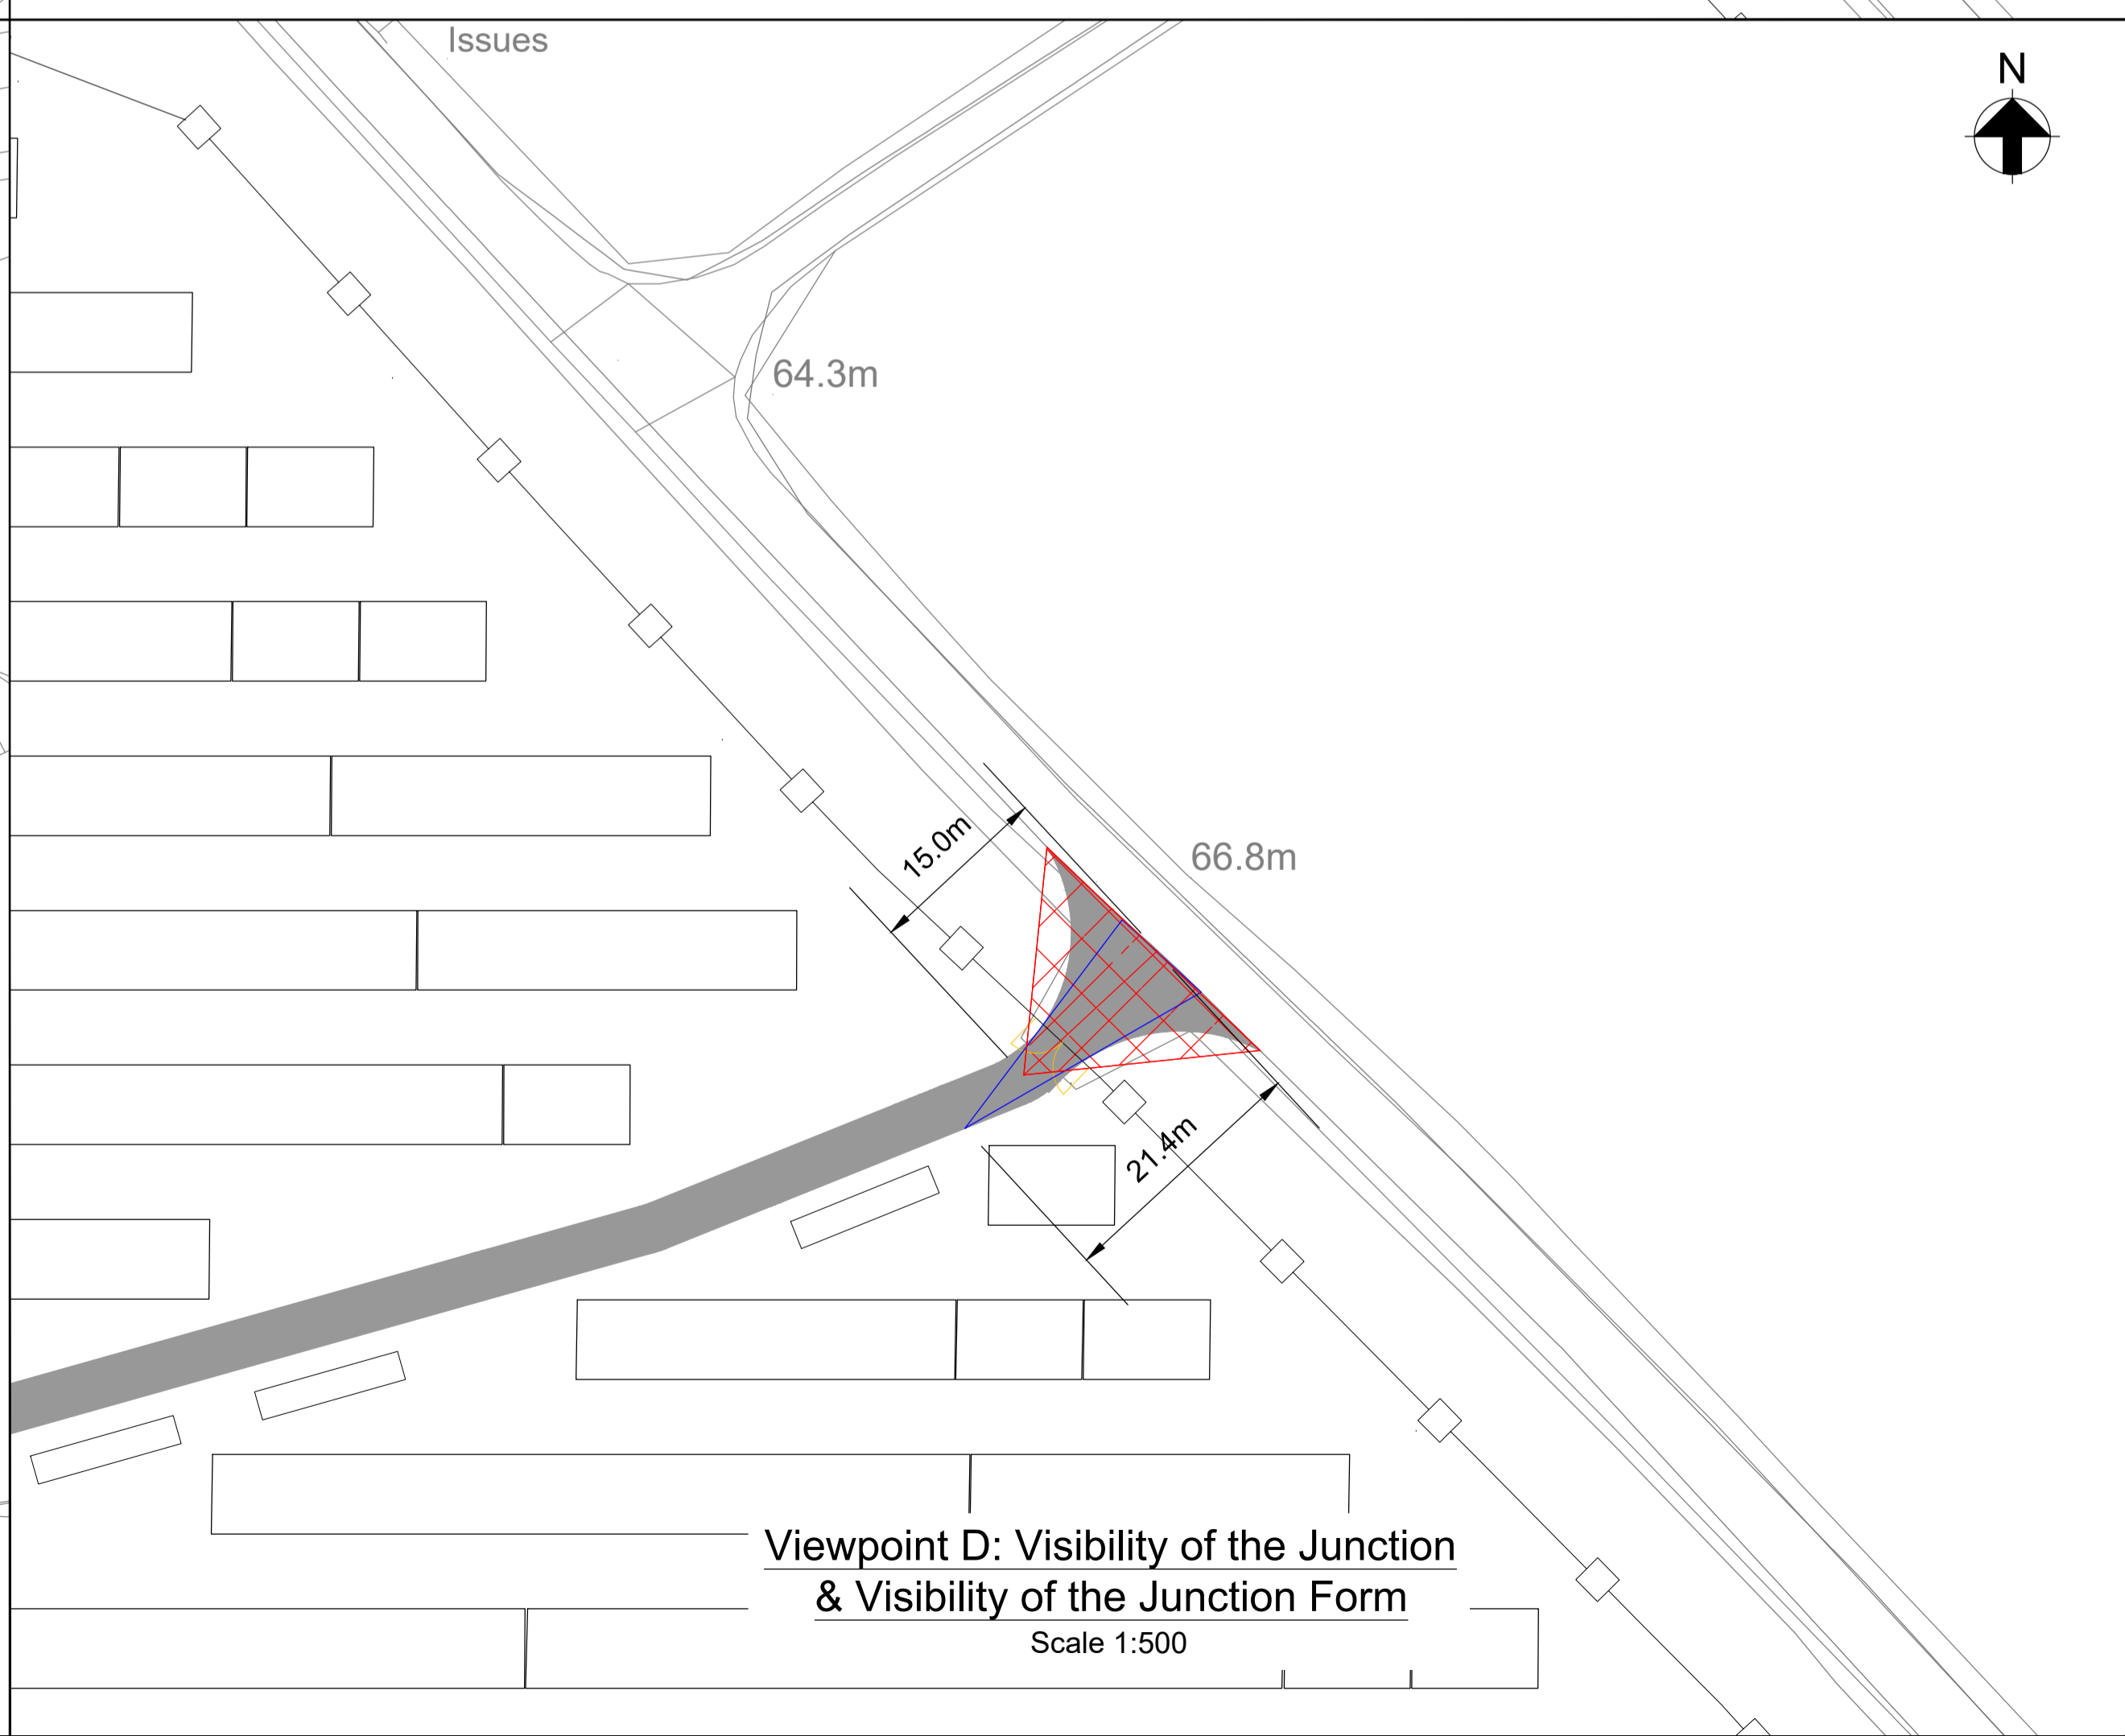 Issues
N
64.3m
15.0m
66.8m
21.4m
Viewpoint D: Visibility of the Junction
& Visibility of the Junction Form
Scale 1:500